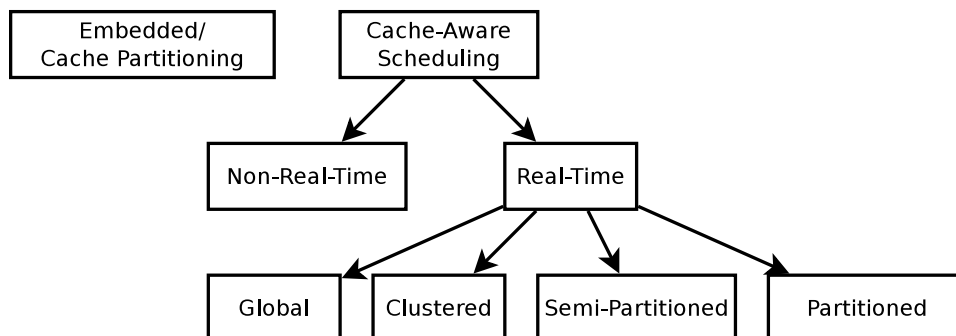 Embedded/
Cache Partitioning
Cache-Aware
Scheduling
Non-Real-Time
Real-Time
Global
Clustered
Semi-Partitioned
Partitioned